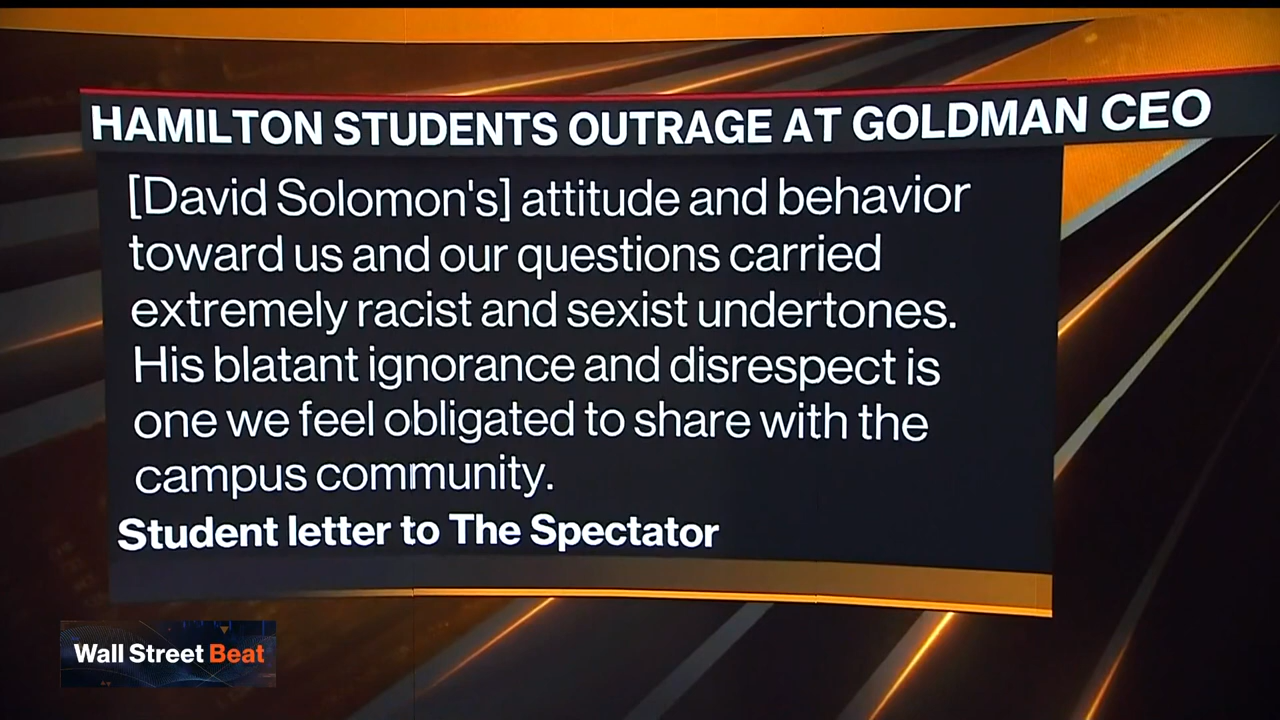 HAMILTON STUDENTS OUTRAGE AT GOLDMAN CEO
[David Solomon's] attitude and behavior
toward us and our questions carried
extremely racist and sexist undertones.
His blatant ignorance and disrespect is
one we feel obligated to share with the
campus community.
Student letter to The Spectator
Wall Street Beat